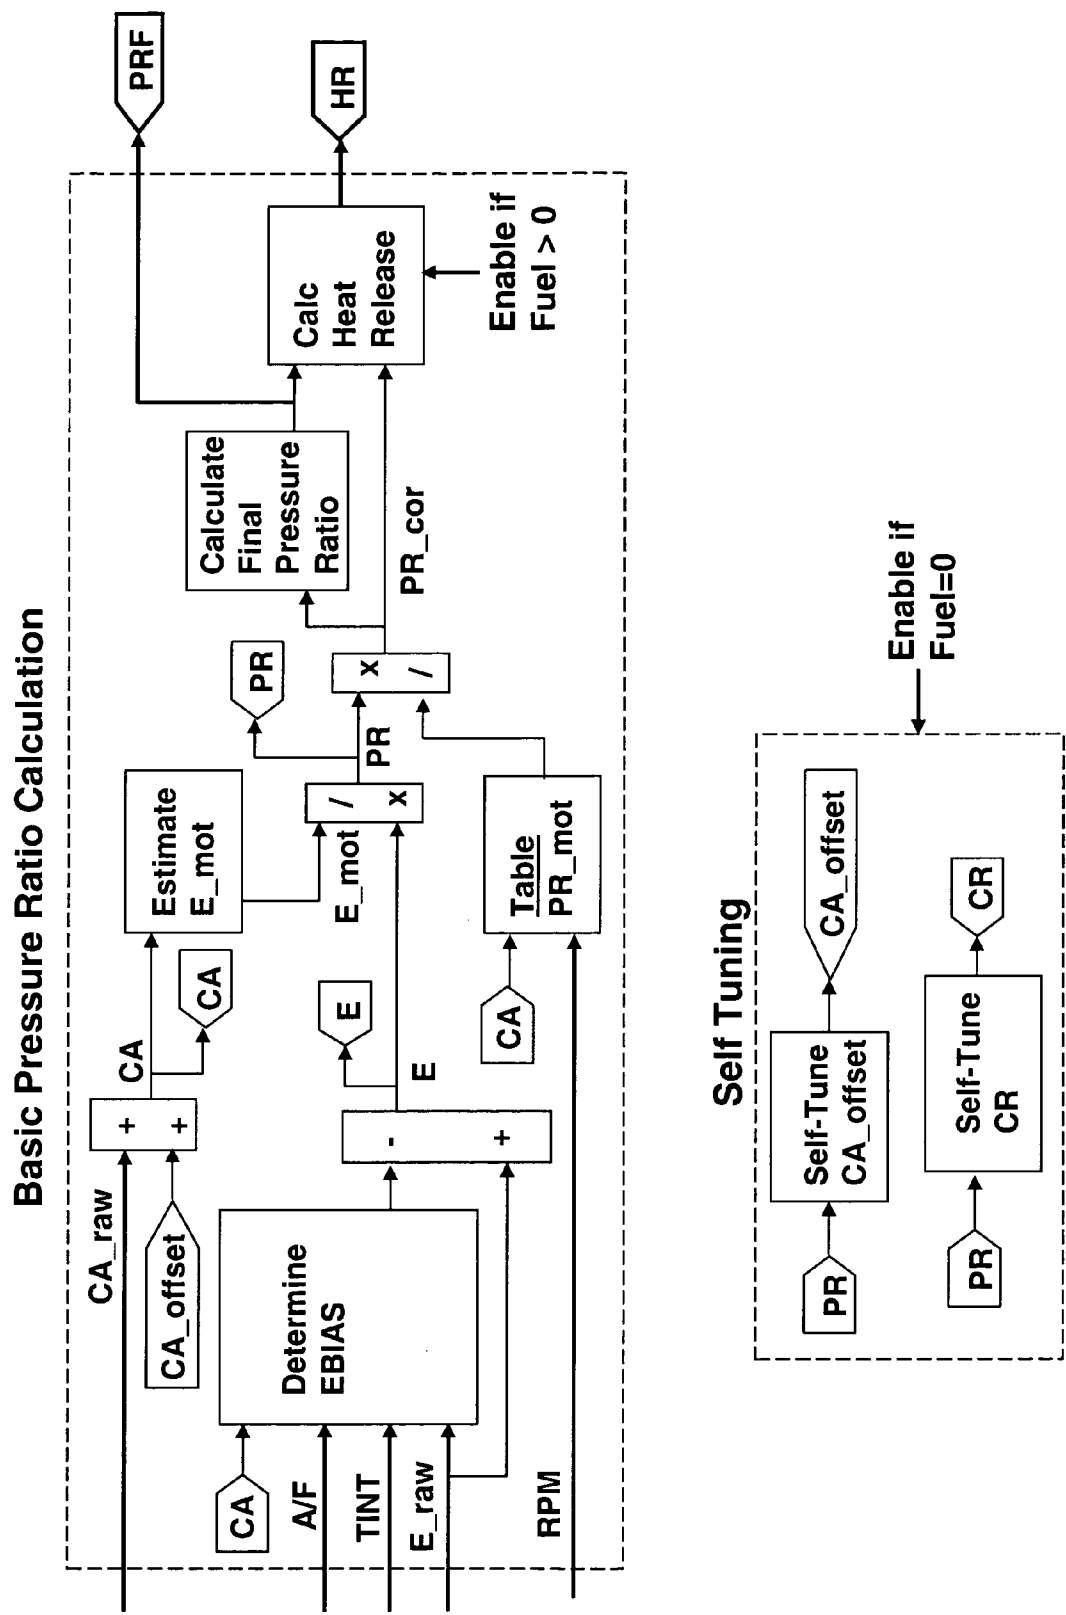 Basic Pressure Ratio Calculation
CA_raw
CA_offset
+
+
CA
CA
Estimate
E_mot
PRF
CA
A/F
TINT
E_raw
RPM
Determine
EBIAS
-
+
E
E
E_mot
/
x
PR
PR
CA
Table
PR_mot
x
/
PR_cor
Calculate
Final
Pressure
Ratio
Calc
Heat
Release
HR
Enable if
Fuel > 0
Self Tuning
PR
Self-Tune
CA_offset
CA_offset
PR
Self-Tune
CR
CR
Enable if
Fuel=0